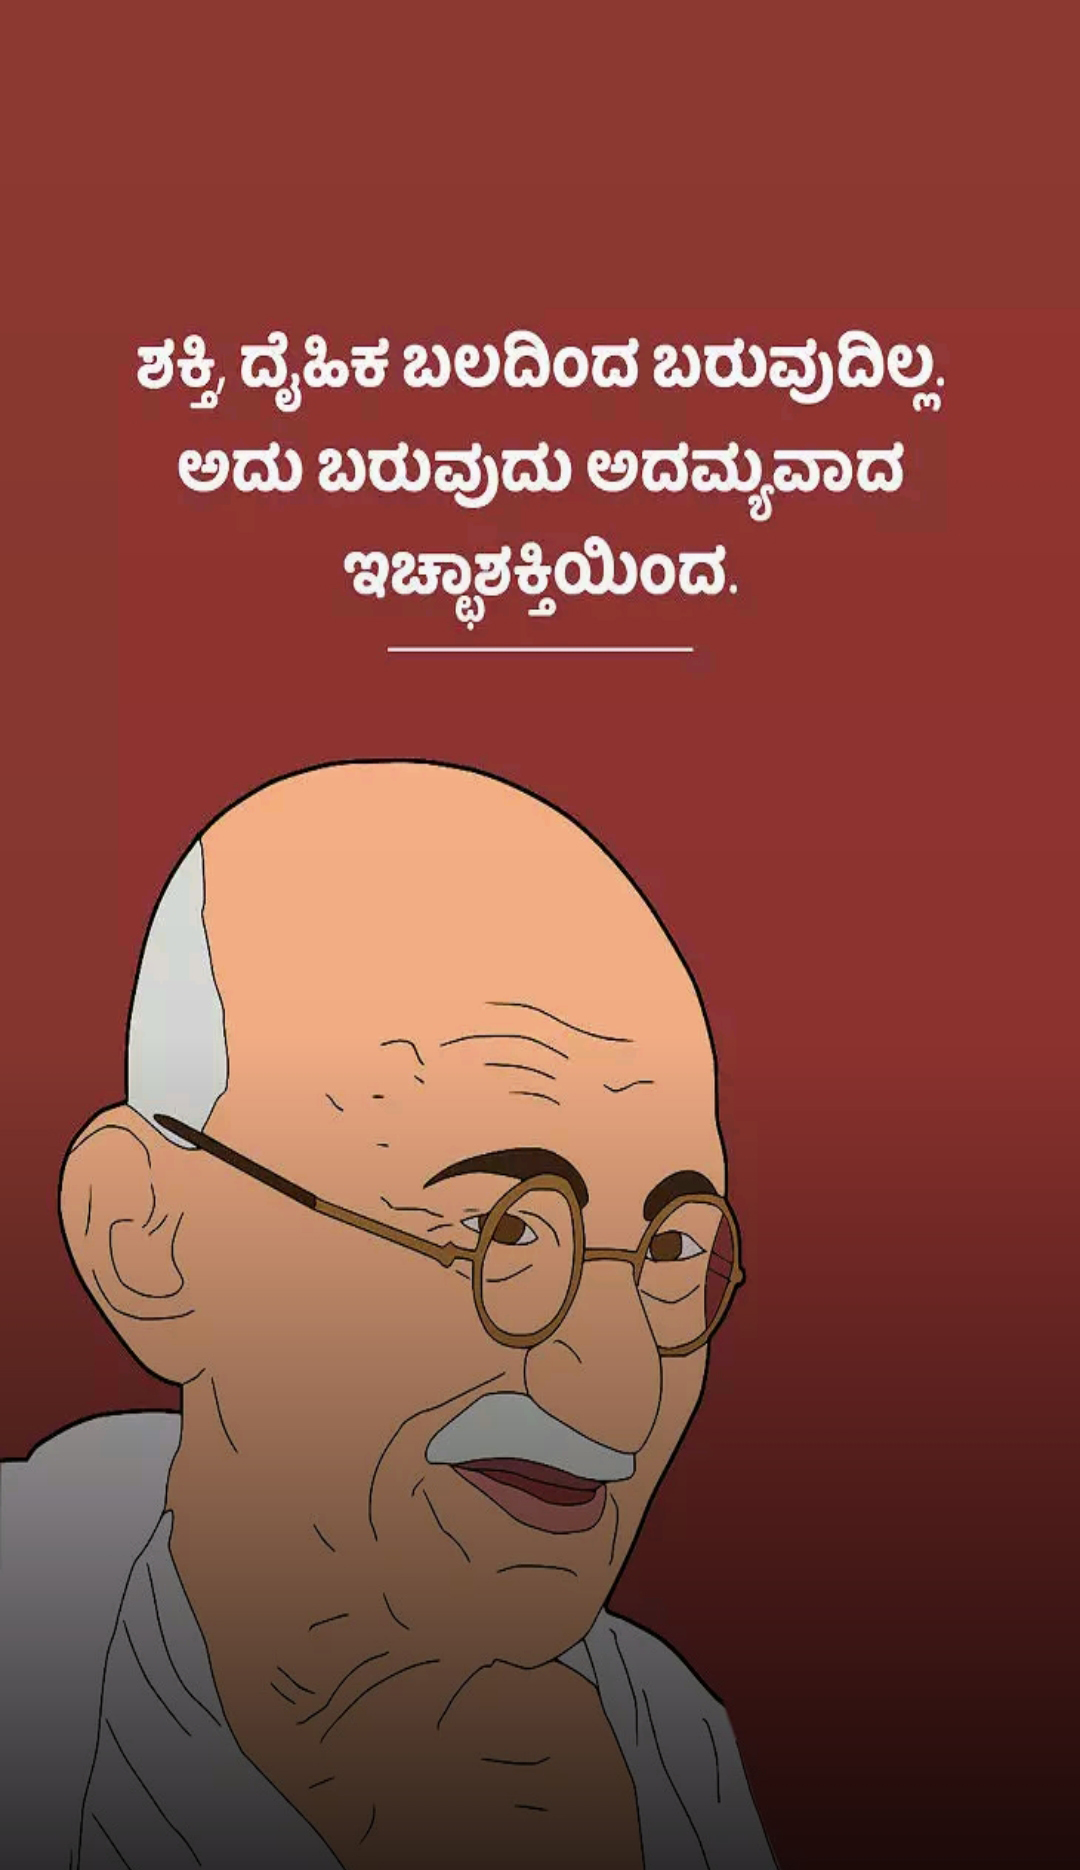 ಶಕ್ತಿ, ದೈಹಿಕ ಬಲದಿಂದ ಬರುವುದಿಲ್ಲ.
ಅದು ಬರುವುದು ಅದಮ್ಯವಾದ
ಇಚ್ಛಾಶಕ್ತಿಯಿಂದ.